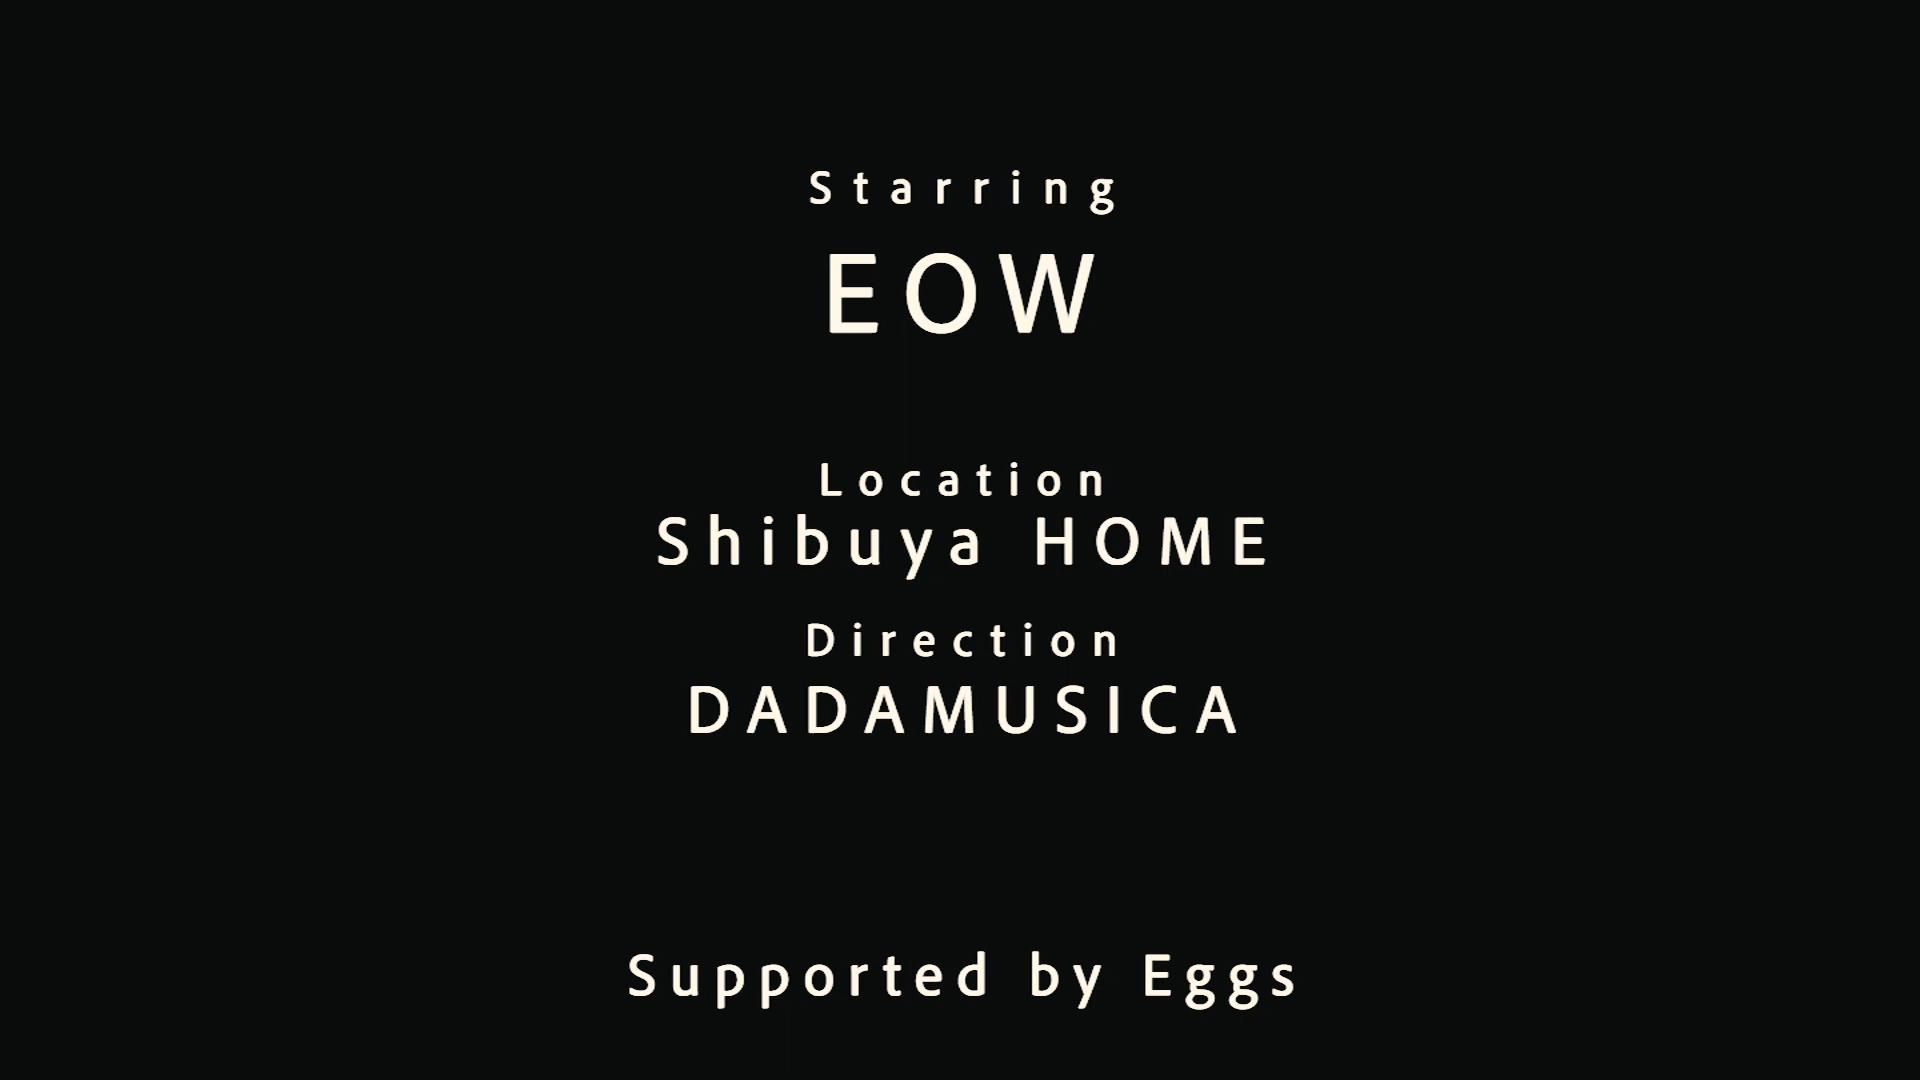 Starring
EOW
Location
Shibuya HOME
Direction
DADAMUSICA
Supported by Eggs